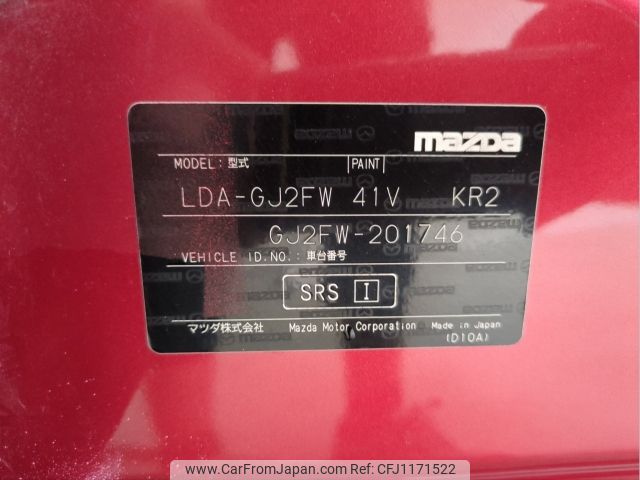 mazda
MODEL : 型式 PAINT
LDA-GJ2FW 41V KR2
GJ2FW-201746
VEHICLE ID.NO. : 車台番号
SRS I
マツダ株式会社 Mazda Motor Corporation Made in Japan
(D10A)
www.CarFromJapan.com © CarFromJapan - CFJ1171522